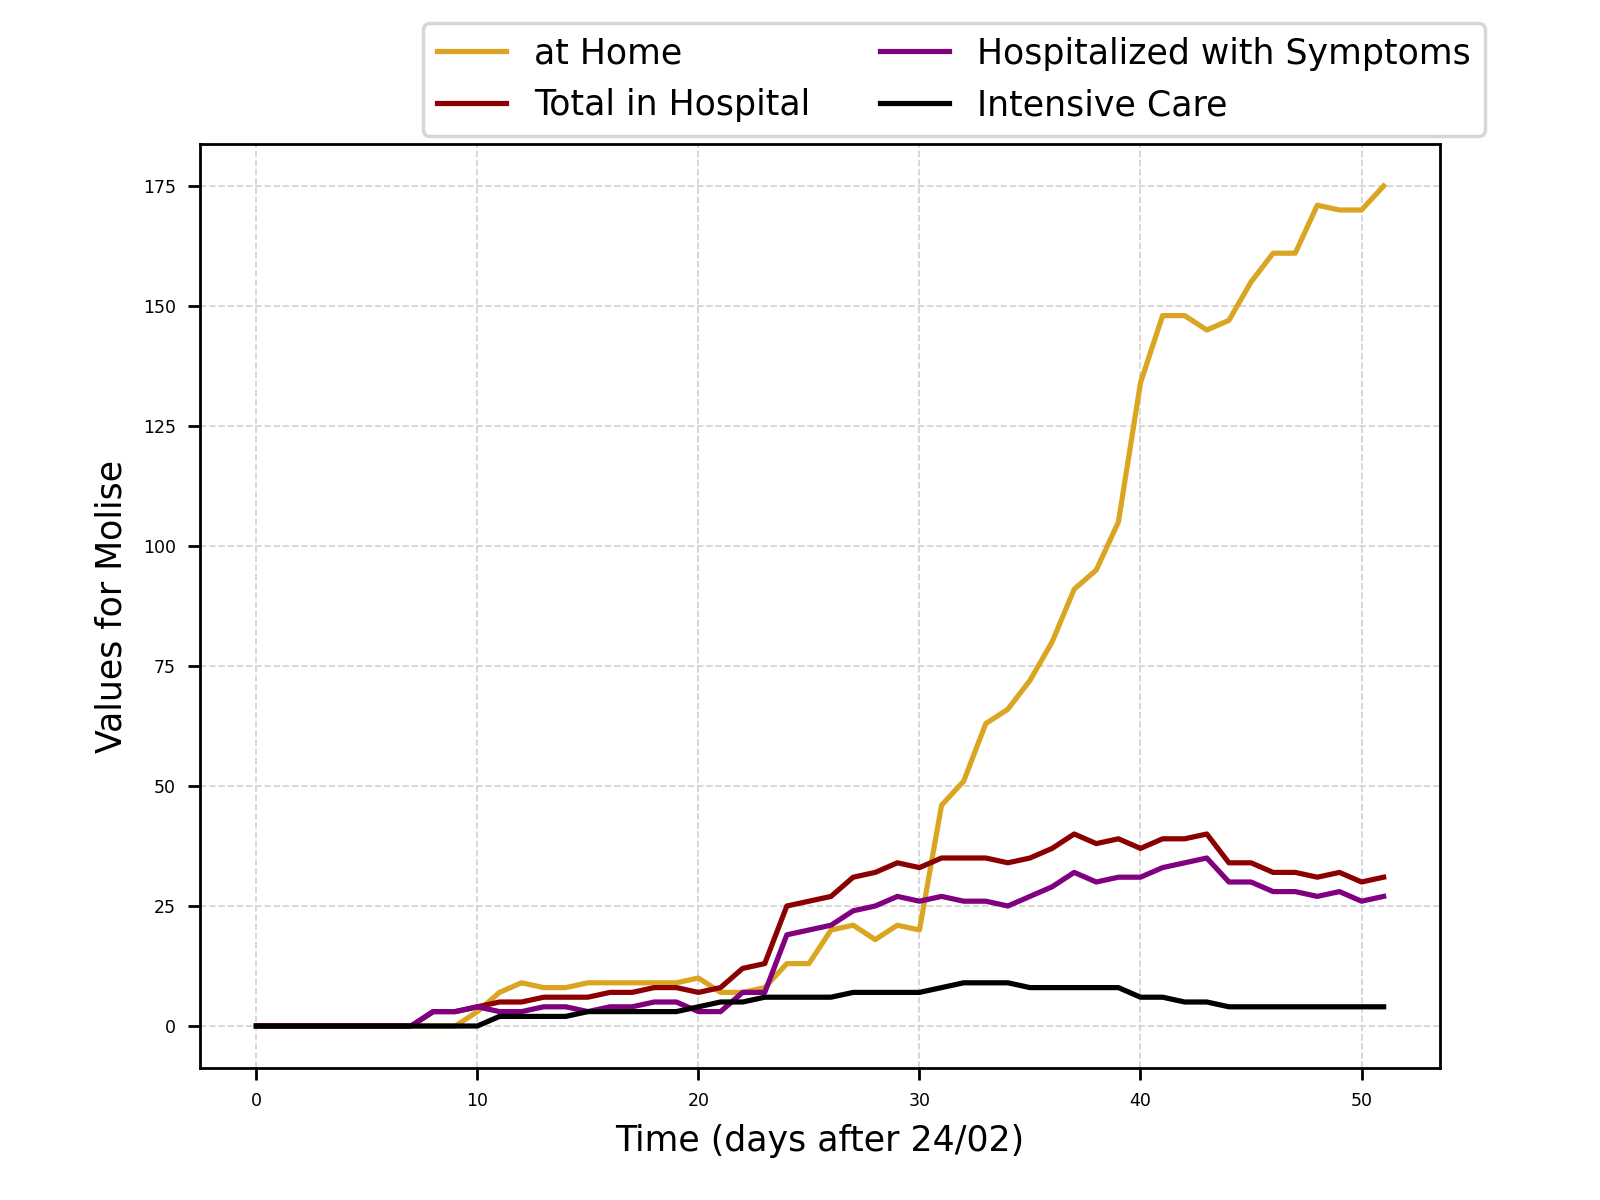 at Home
Total in Hospital
Hospitalized with Symptoms
Intensive Care
175
150
125
100
75
50
25
0
Values for Molise
0 10 20 30 40 50
Time (days after 24/02)